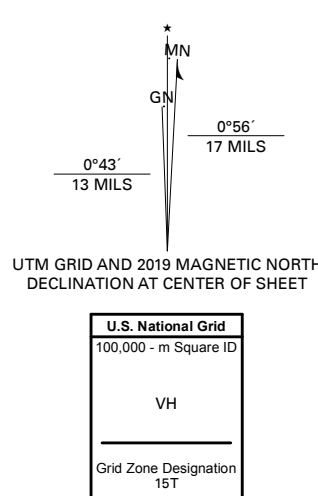 ★
MN
GN
0°56´
17 MILS
0°43´
13 MILS
UTM GRID AND 2019 MAGNETIC NORTH
DECLINATION AT CENTER OF SHEET
U.S. National Grid
100,000 - m Square ID
VH
Grid Zone Designation
15T